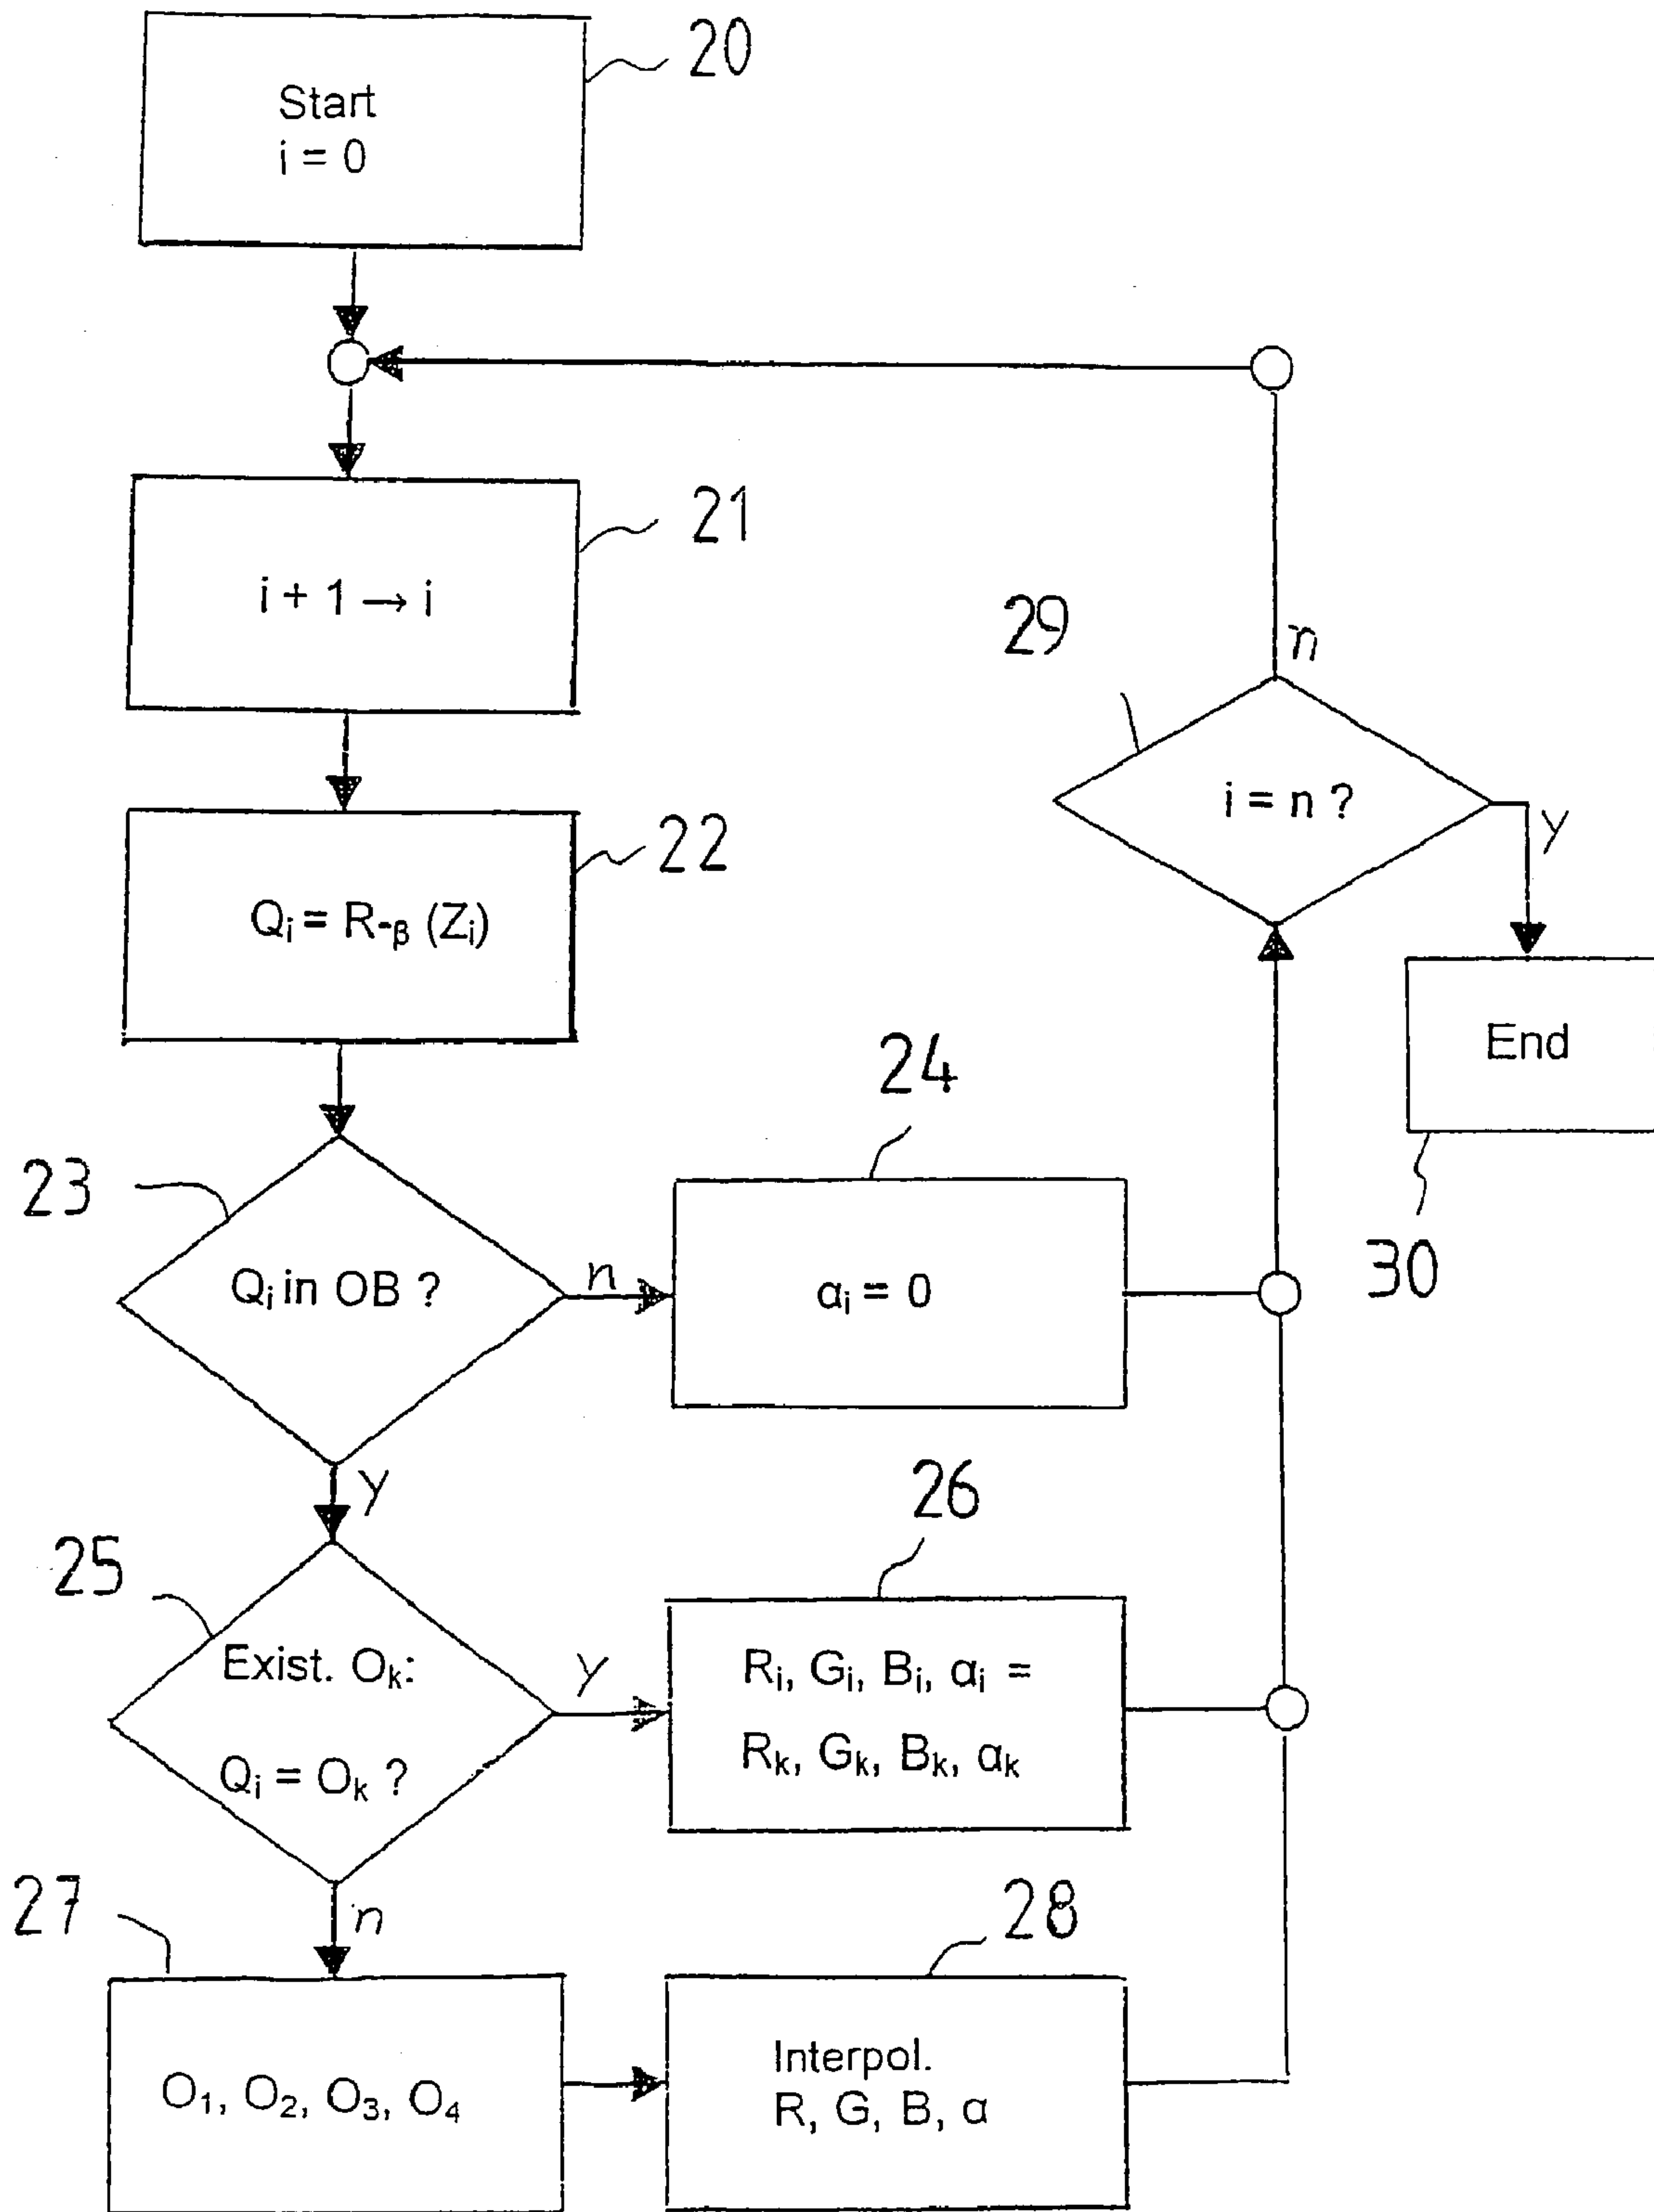 20
Start
i = 0
21
i + 1 → i
29
n
i = n ?
y
22
Qᵢ = R-ᵦ (Zᵢ)
End
30
23
Qᵢ in OB ?
n
24
αᵢ = 0
y
25
Exist. Oₖ:
Qᵢ = Oₖ ?
y
26
Rᵢ, Gᵢ, Bᵢ, αᵢ =
Rₖ, Gₖ, Bₖ, αₖ
n
27
O₁, O₂, O₃, O₄
28
Interpol.
R, G, B, α